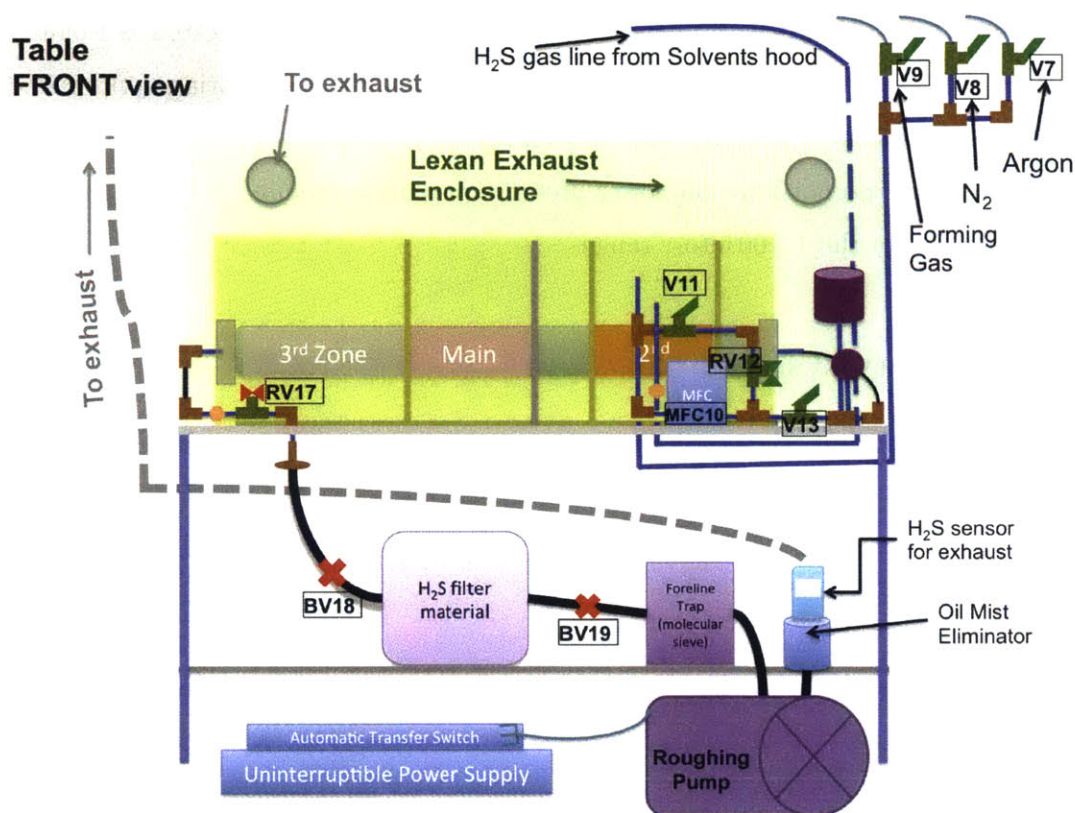 Table
FRONT view
To exhaust
H₂S gas line from Solvents hood
V9
V8
V7
Argon
N₂
Forming
Gas
Lexan Exhaust
Enclosure
To exhaust
V11
3rd Zone
Main
2nd
RV12
RV17
MFC
MFC10
V13
H₂S filter
material
BV18
BV19
Foreline
Trap
(molecular
sieve)
H₂S sensor
for exhaust
Oil Mist
Eliminator
Automatic Transfer Switch
Uninterruptible Power Supply
Roughing
Pump